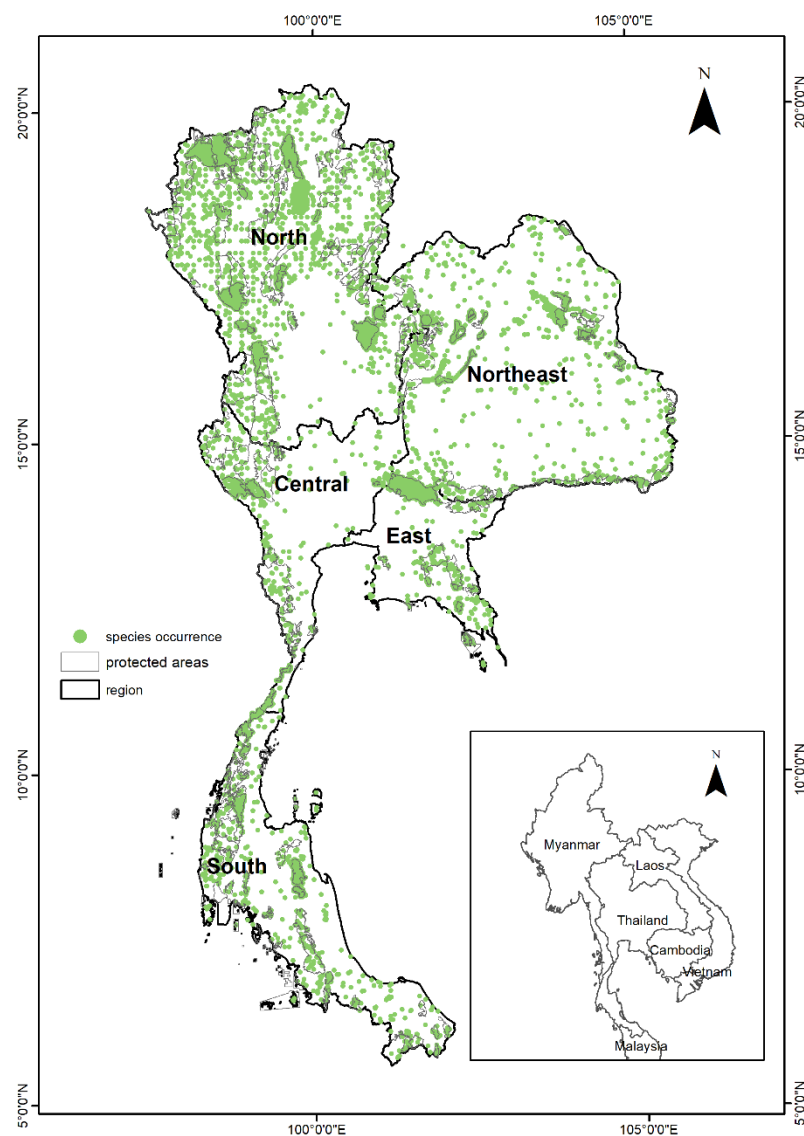 100°0'0"E
105°0'0"E
N
20°0'0"N
20°0'0"N
North
Northeast
15°0'0"N
15°0'0"N
Central
East
species occurrence
protected areas
region
10°0'0"N
10°0'0"N
N
Myanmar
Laos
Thailand
Cambodia
Vietnam
Malaysia
South
5°0'0"N
5°0'0"N
100°0'0"E
105°0'0"E